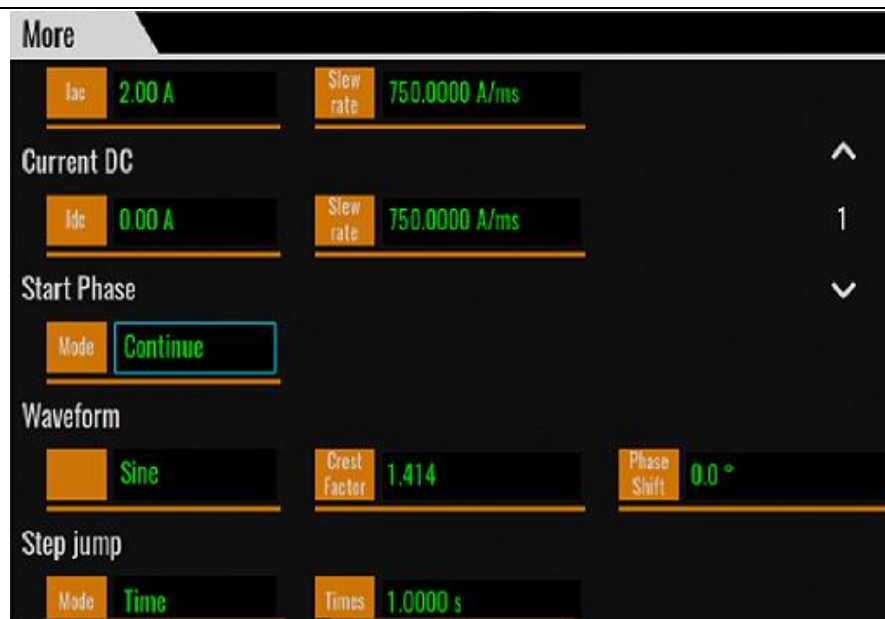 More
Iac 2.00 A Slew rate 750.0000 A/ms
Current DC
Idc 0.00 A Slew rate 750.0000 A/ms
1
Start Phase
Mode Continue
Waveform
Sine Crest Factor 1.414 Phase Shift 0.0 °
Step jump
Mode Time Times 1.0000 s